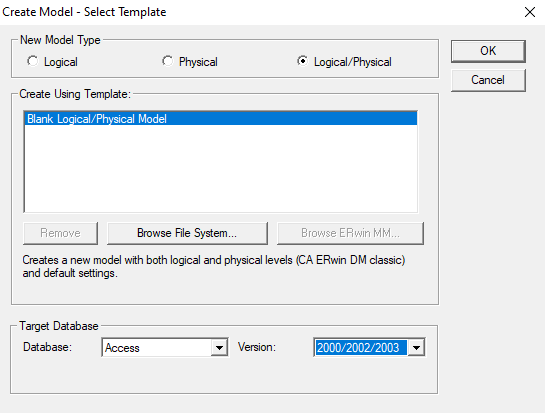 Create Model - Select Template
New Model Type
Logical
Physical
Logical/Physical
OK
Cancel
Create Using Template:
Blank Logical/Physical Model
Remove
Browse File System...
Browse ERwin MM...
Creates a new model with both logical and physical levels (CA ERwin DM classic)
and default settings.
Target Database
Database:
Access
Version:
2000/2002/2003